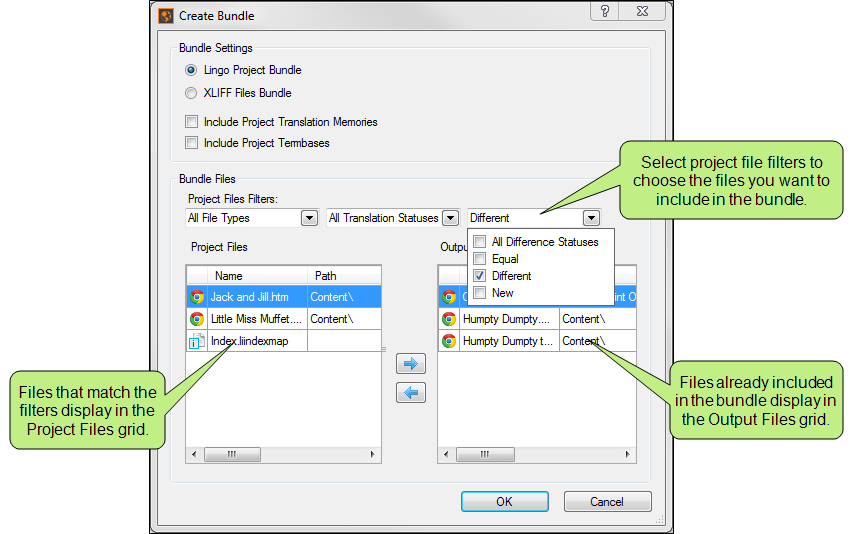 Create Bundle
?
Bundle Settings
Lingo Project Bundle
XLIFF Files Bundle
Include Project Translation Memories
Include Project Termbases
Select project file filters to
choose the files you want to
include in the bundle.
Bundle Files
Project Files Filters:
All File Types
All Translation Statuses
Different
All Difference Statuses
Equal
Different
New
Project Files
Name Path
Jack and Jill.htm Content\
Little Miss Muffet.... Content\
Index.liindexmap
Humpty Dumpty.... Content\
Humpty Dumpty t... Content\
Files that match the
filters display in the
Project Files grid.
Files already included
in the bundle display in
the Output Files grid.
OK
Cancel